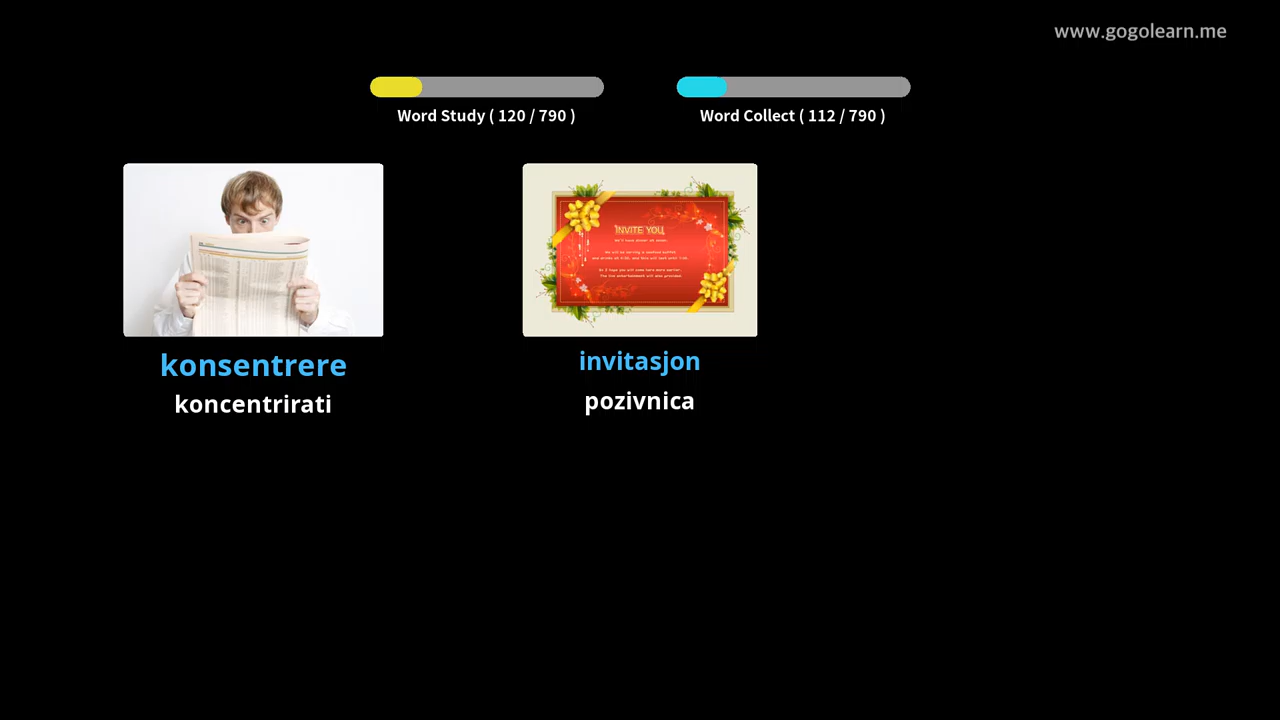 www.gogolearn.me
Word Study ( 120 / 790 )
Word Collect ( 112 / 790 )
INVITE YOU
konsentrere
koncentrirati
invitasjon
pozivnica